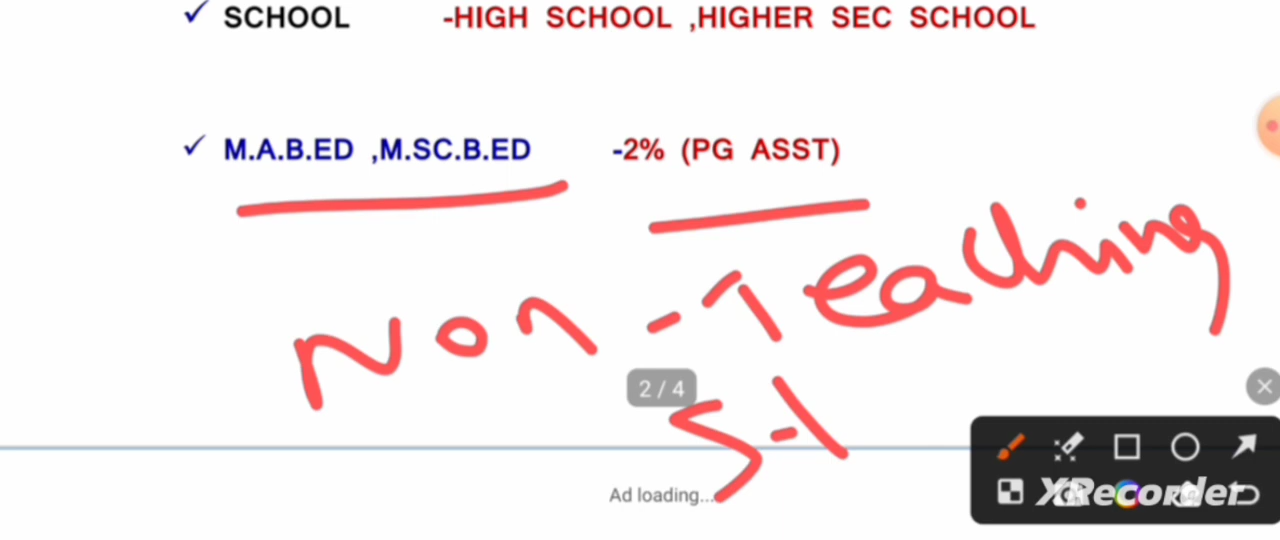 ✓ SCHOOL -HIGH SCHOOL ,HIGHER SEC SCHOOL
✓ M.A.B.ED ,M.SC.B.ED -2% (PG ASST)
Non -Teaching
2 / 4
Ad loading...
XRecorder